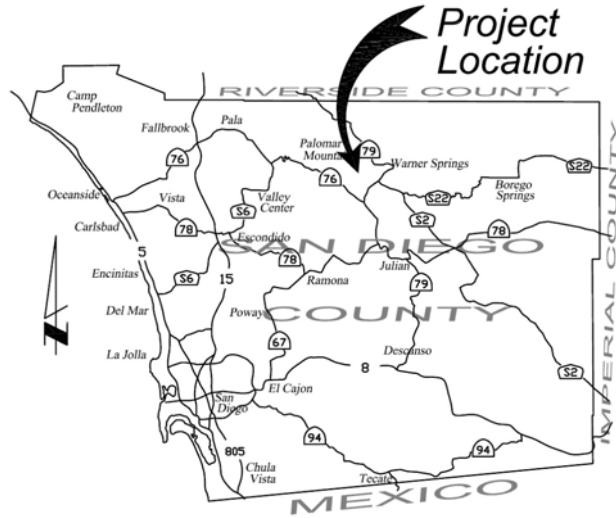 Project
Location
RIVERSIDE COUNTY
Camp
Pendleton
Fallbrook
Pala
Palomar
Mounta
79
Warner Springs
76
76
S22
Oceanside
Vista
Valley
Center
S6
S22
Borego
Springs
Carlsbad
78
S2
78
5
Escondido
SAN DIEGO
78
Julian
Encinitas
S6
15
Ramona
79
IMPERIAL COUNTY
Del Mar
Poway
COUNTY
67
La Jolla
Descanso
8
S2
El Cajon
San
Diego
94
94
805
Chula
Vista
Tecate
MEXICO